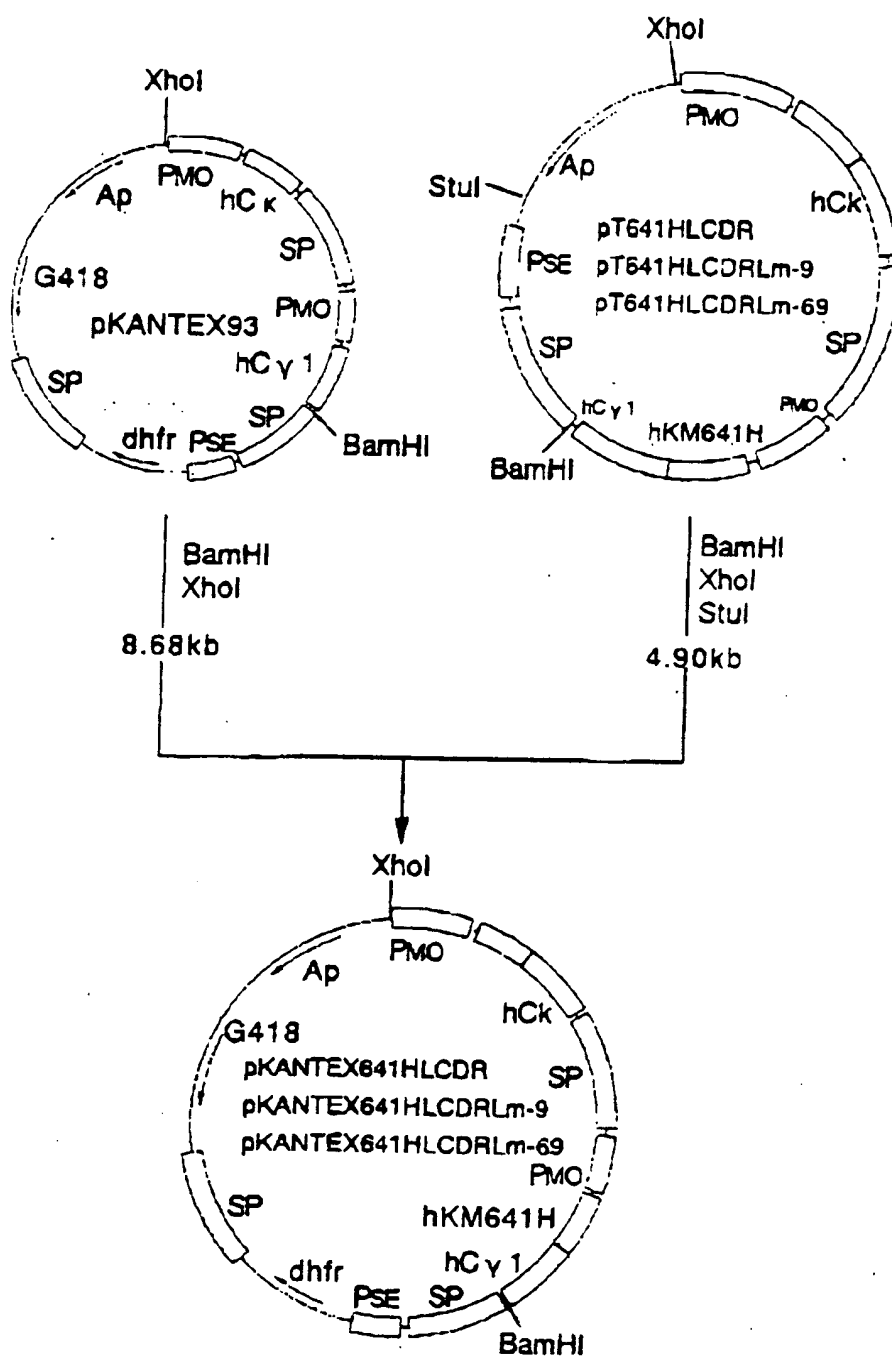 XhoI
PMO
hCκ
Ap
SP
G418
PMO
pKANTEX93
hCγ1
SP
SP
dhfr
PSE
BamHI
XhoI
PMO
Ap
StuI
hCk
pT641HLCDR
PSE
pT641HLCDRLm-9
pT641HLCDRLm-69
SP
SP
PMO
hCγ1
hKM641H
BamHI
BamHI
XhoI
8.68kb
BamHI
XhoI
StuI
4.90kb
XhoI
PMO
Ap
hCk
G418
pKANTEX641HLCDR
SP
pKANTEX641HLCDRLm-9
pKANTEX641HLCDRLm-69
PMO
SP
hKM641H
hCγ1
dhfr
PSE
SP
BamHI